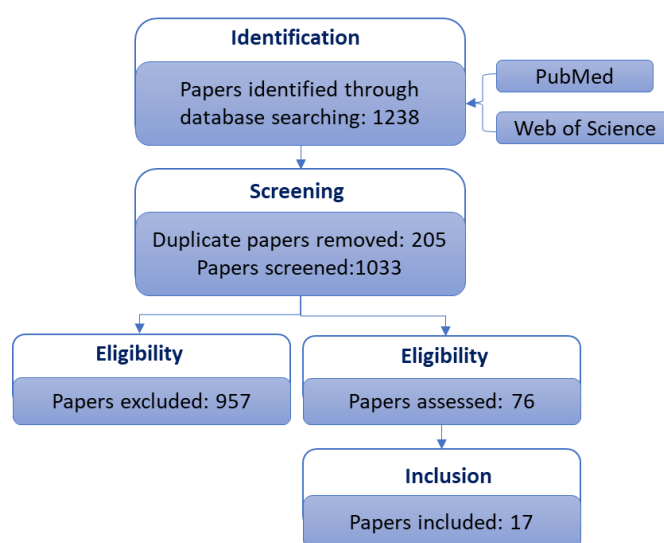 Identification
Papers identified through
database searching: 1238
PubMed
Web of Science
Screening
Duplicate papers removed: 205
Papers screened:1033
Eligibility
Papers excluded: 957
Eligibility
Papers assessed: 76
Inclusion
Papers included: 17